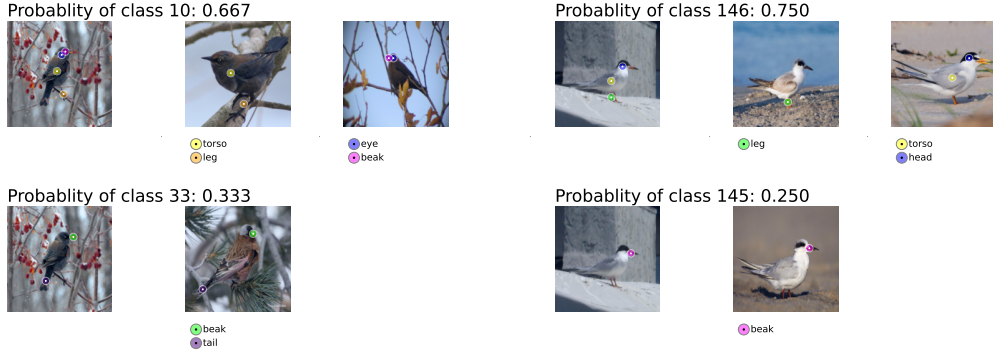 Probablity of class 10: 0.667
torso
leg
eye
beak
Probablity of class 146: 0.750
leg
torso
head
Probablity of class 33: 0.333
beak
tail
Probablity of class 145: 0.250
beak